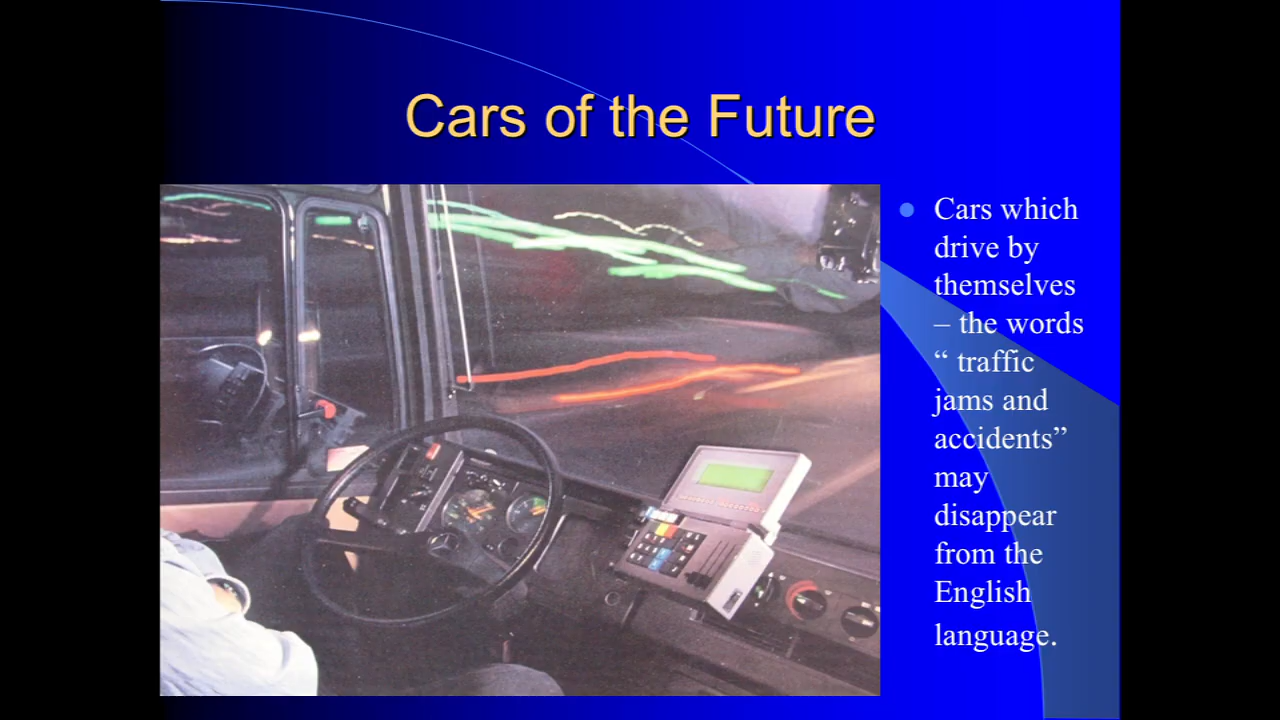 Cars of the Future
Cars which
drive by
themselves
– the words
“ traffic
jams and
accidents”
may
disappear
from the
English
language.